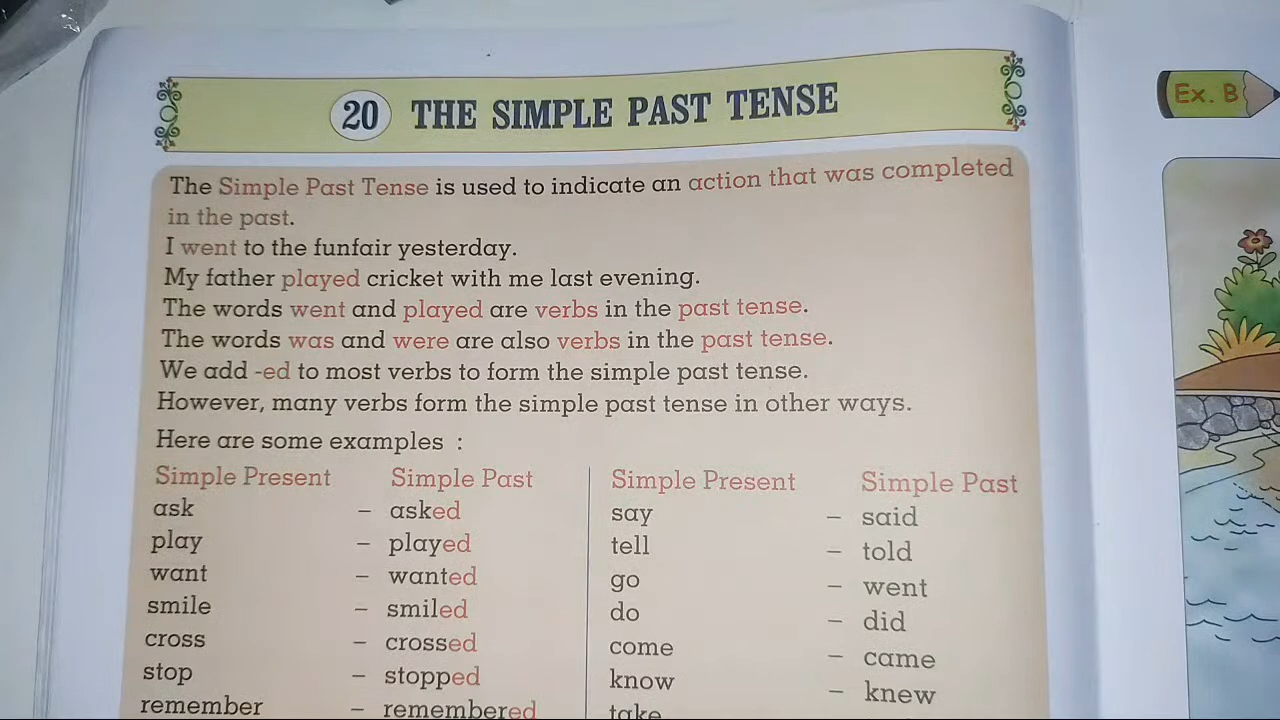 20 THE SIMPLE PAST TENSE
Ex. B
The Simple Past Tense is used to indicate an action that was completed
in the past.
I went to the funfair yesterday.
My father played cricket with me last evening.
The words went and played are verbs in the past tense.
The words was and were are also verbs in the past tense.
We add -ed to most verbs to form the simple past tense.
However, many verbs form the simple past tense in other ways.
Here are some examples :
Simple Present Simple Past Simple Present Simple Past
ask – asked say – said
play – played tell – told
want – wanted go – went
smile – smiled do – did
cross – crossed come – came
stop – stopped know – knew
remember – remembered take